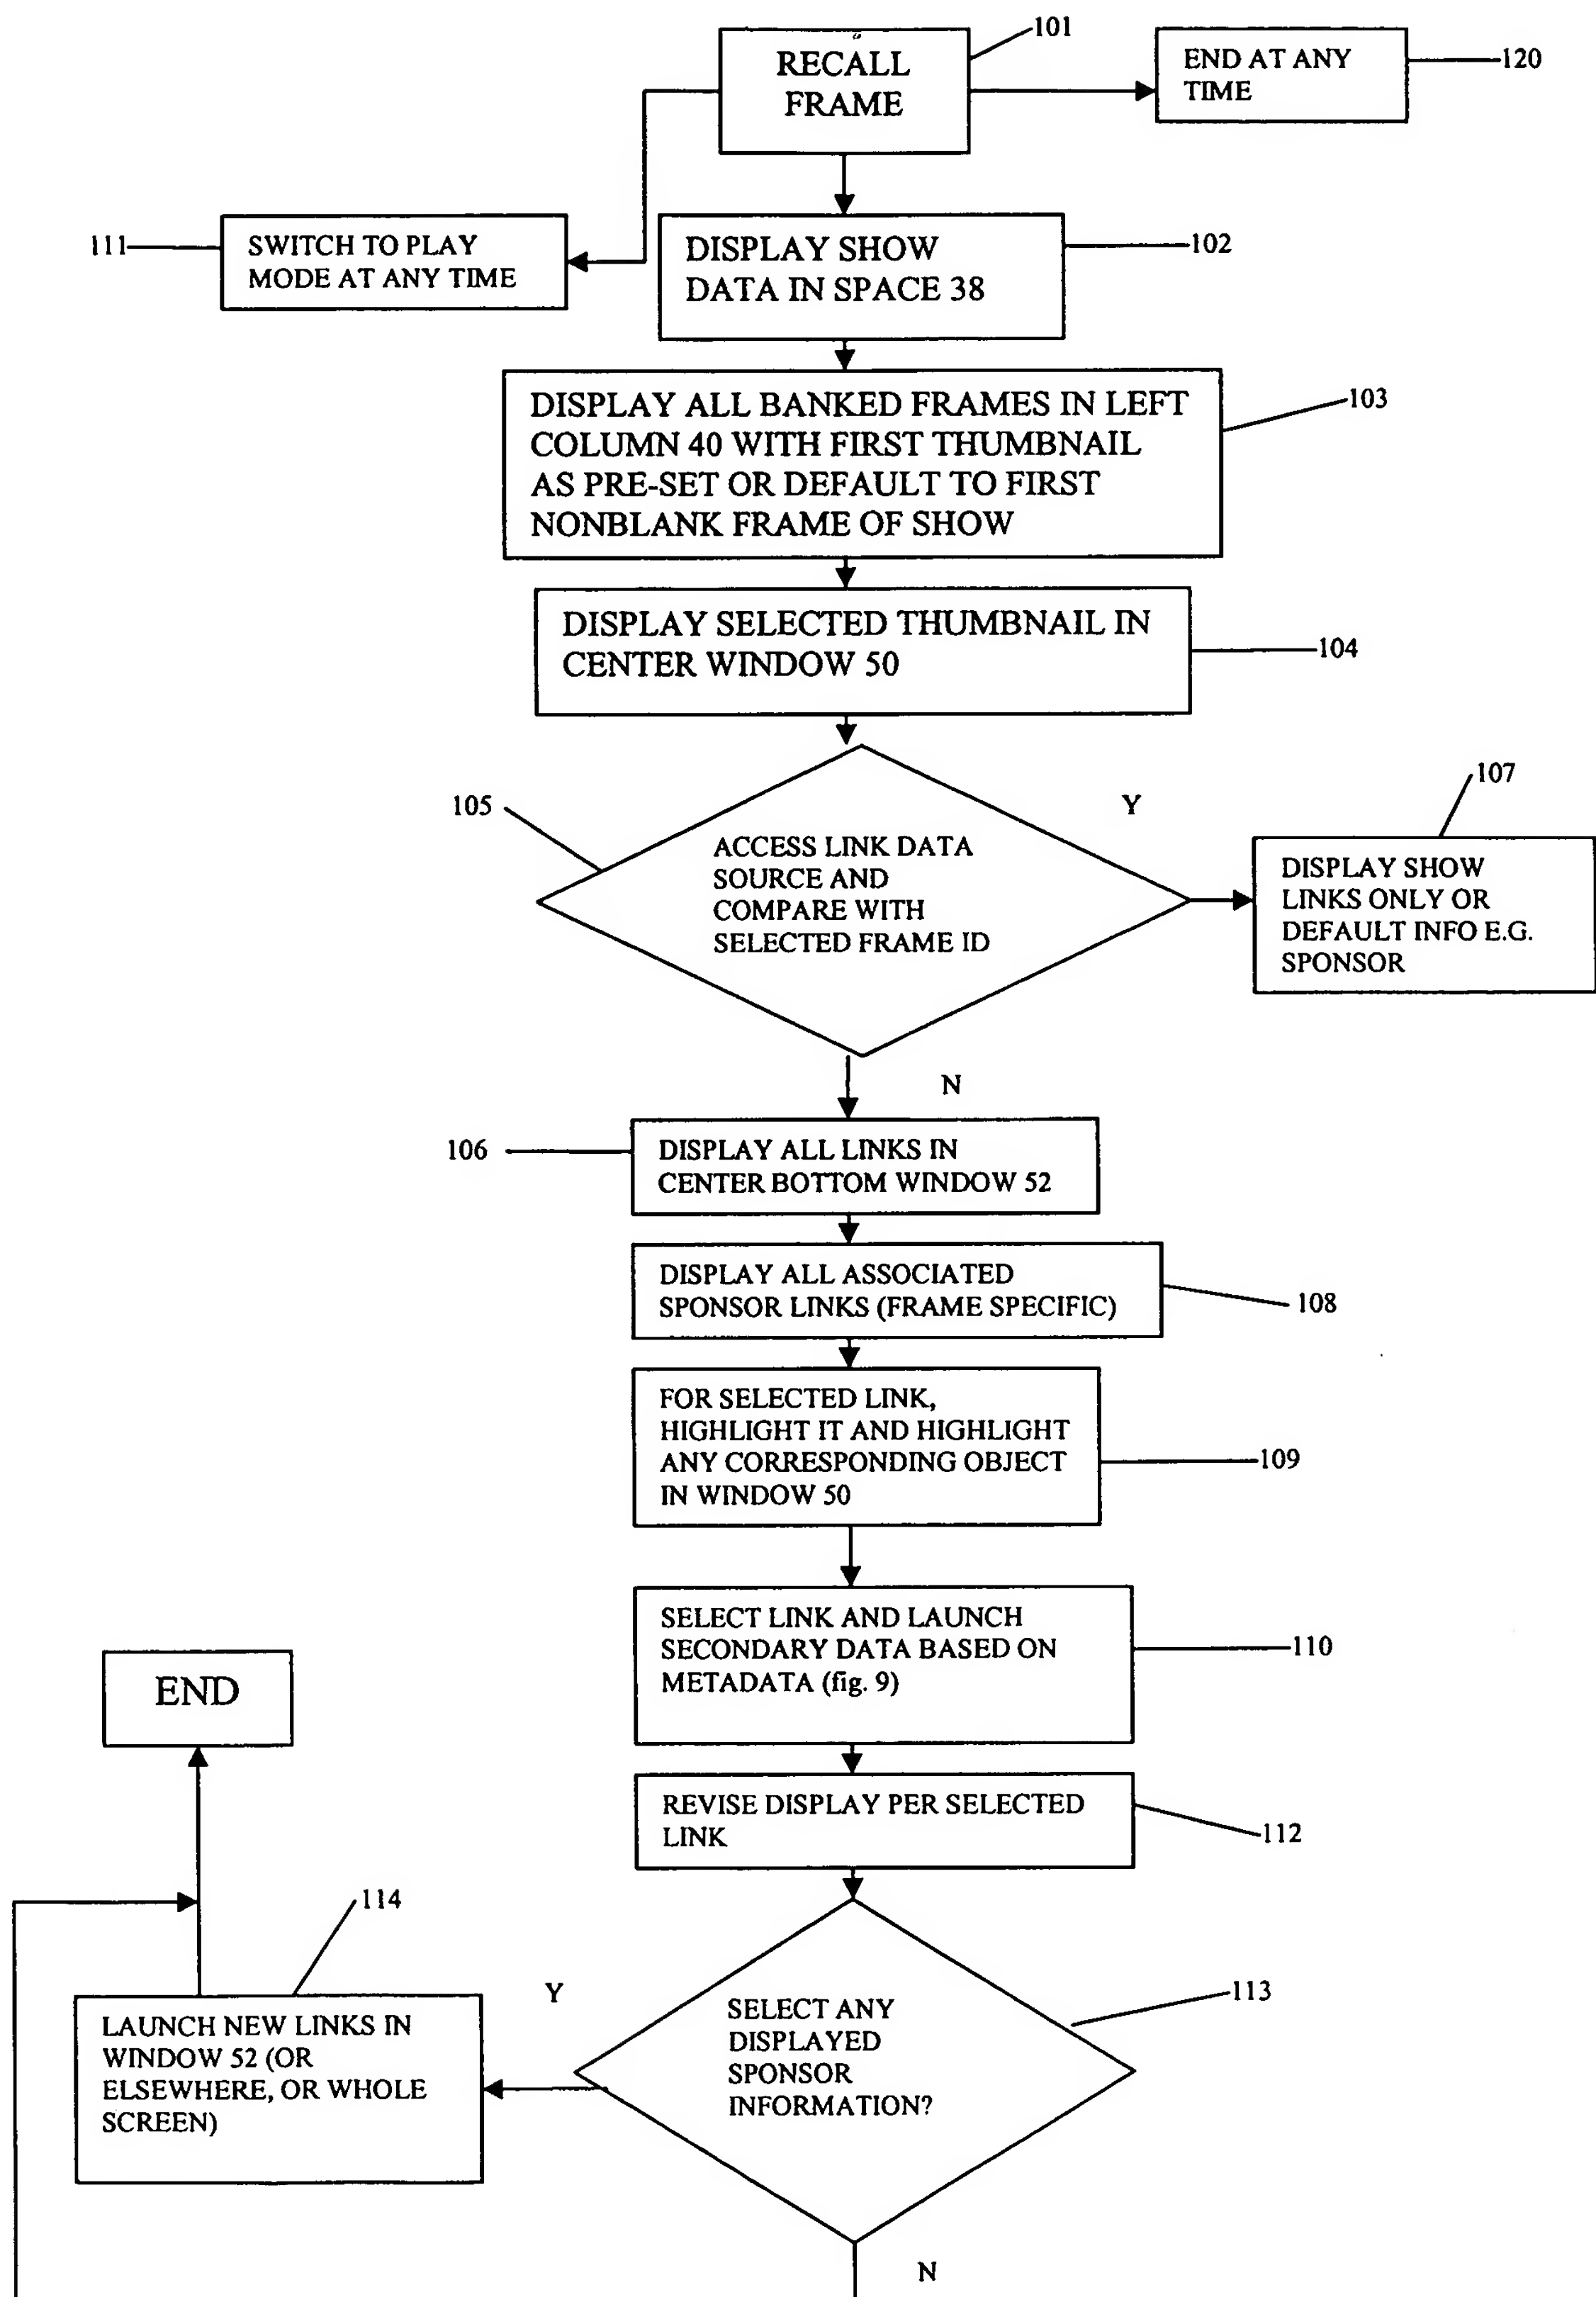 101
RECALL
FRAME
END AT ANY
TIME
120
111
SWITCH TO PLAY
MODE AT ANY TIME
DISPLAY SHOW
DATA IN SPACE 38
102
DISPLAY ALL BANKED FRAMES IN LEFT
COLUMN 40 WITH FIRST THUMBNAIL
AS PRE-SET OR DEFAULT TO FIRST
NONBLANK FRAME OF SHOW
103
DISPLAY SELECTED THUMBNAIL IN
CENTER WINDOW 50
104
105
ACCESS LINK DATA
SOURCE AND
COMPARE WITH
SELECTED FRAME ID
Y
107
DISPLAY SHOW
LINKS ONLY OR
DEFAULT INFO E.G.
SPONSOR
N
106
DISPLAY ALL LINKS IN
CENTER BOTTOM WINDOW 52
DISPLAY ALL ASSOCIATED
SPONSOR LINKS (FRAME SPECIFIC)
108
FOR SELECTED LINK,
HIGHLIGHT IT AND HIGHLIGHT
ANY CORRESPONDING OBJECT
IN WINDOW 50
109
SELECT LINK AND LAUNCH
SECONDARY DATA BASED ON
METADATA (fig. 9)
110
END
REVISE DISPLAY PER SELECTED
LINK
112
114
Y
SELECT ANY
DISPLAYED
SPONSOR
INFORMATION?
113
LAUNCH NEW LINKS IN
WINDOW 52 (OR
ELSEWHERE, OR WHOLE
SCREEN)
N